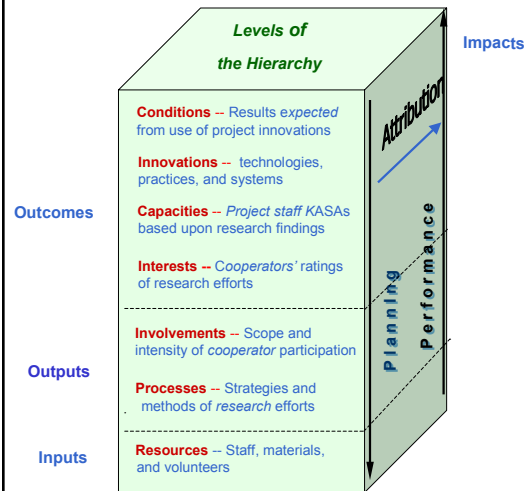 Levels of
the Hierarchy
Impacts
Conditions -- Results expected
from use of project innovations
Innovations -- technologies,
practices, and systems
Outcomes
Capacities -- Project staff KASAs
based upon research findings
Interests -- Cooperators' ratings
of research efforts
Involvements -- Scope and
intensity of cooperator participation
Outputs
Processes -- Strategies and
. methods of research efforts
Inputs
Resources -- Staff, materials,
and volunteers
Attribution
Planning
Performance